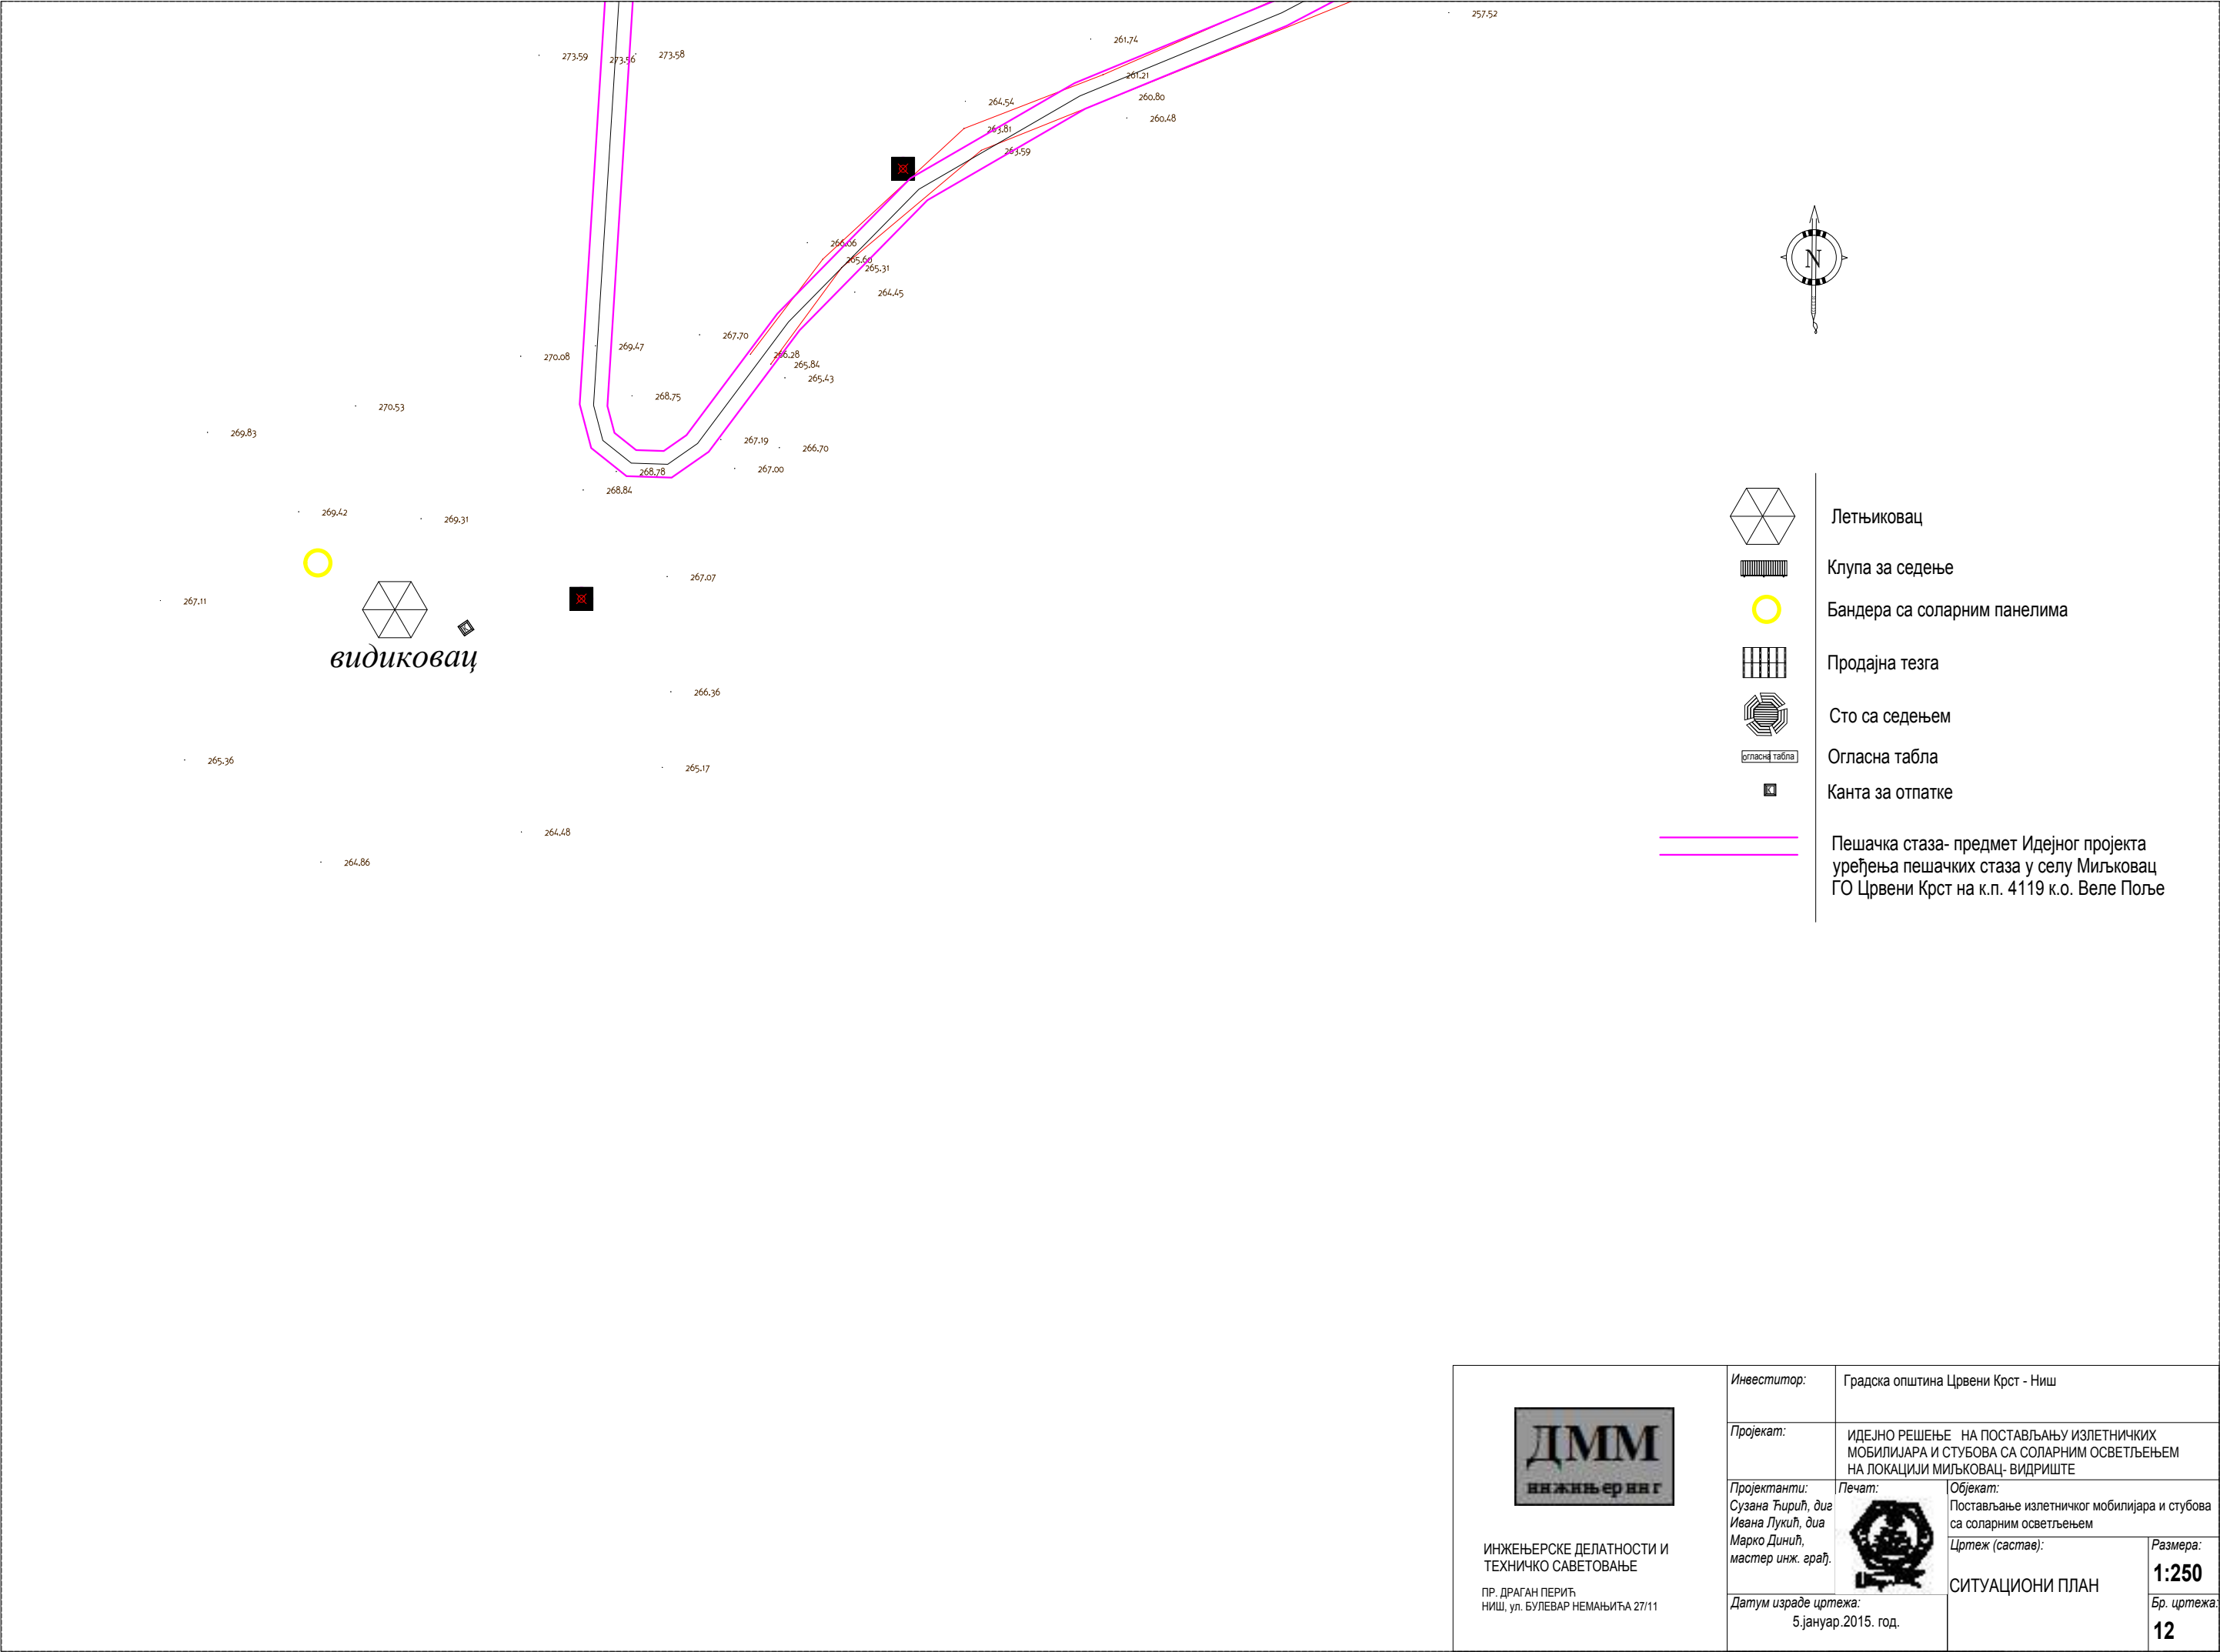 257.52
261.74
273.59
273.56
273.58
261.21
260.80
264.54
260.48
263.81
263.59
266.06
265.60
265.31
264.45
267.70
269.47
270.08
266.28
265.84
265.43
268.75
270.53
269.83
267.19
266.70
267.00
268.78
268.84
269.42
269.31
267.07
267.11
видиковац
266.36
265.36
265.17
264.48
264.86
N
Летњиковац
Клупа за седење
Бандера са соларним панелима
Продајна тезга
Сто са седењем
огласна табла
Огласна табла
Канта за отпатке
Пешачка стаза- предмет Идејног пројекта
уређења пешачких стаза у селу Миљковац
ГО Црвени Крст на к.п. 4119 к.о. Веле Поље
ДММ
инжињеринг
ИНЖЕЊЕРСКЕ ДЕЛАТНОСТИ И
ТЕХНИЧКО САВЕТОВАЊЕ
ПР. ДРАГАН ПЕРИЋ
НИШ, ул. БУЛЕВАР НЕМАЊИЋА 27/11
Инвеститор:
Градска општина Црвени Крст - Ниш
Пројекат:
ИДЕЈНО РЕШЕЊЕ НА ПОСТАВЉАЊУ ИЗЛЕТНИЧКИХ
МОБИЛИЈАРА И СТУБОВА СА СОЛАРНИМ ОСВЕТЉЕЊЕМ
НА ЛОКАЦИЈИ МИЉКОВАЦ- ВИДРИШТЕ
Пројектанти:
Сузана Ћирић, диг
Ивана Лукић, диа
Марко Динић,
мастер инж. грађ.
Печат:
Објекат:
Постављање излетничког мобилијара и стубова
са соларним осветљењем
Цртеж (састав):
СИТУАЦИОНИ ПЛАН
Размера:
1:250
Датум израде цртежа:
5.јануар.2015. год.
Бр. цртежа:
12